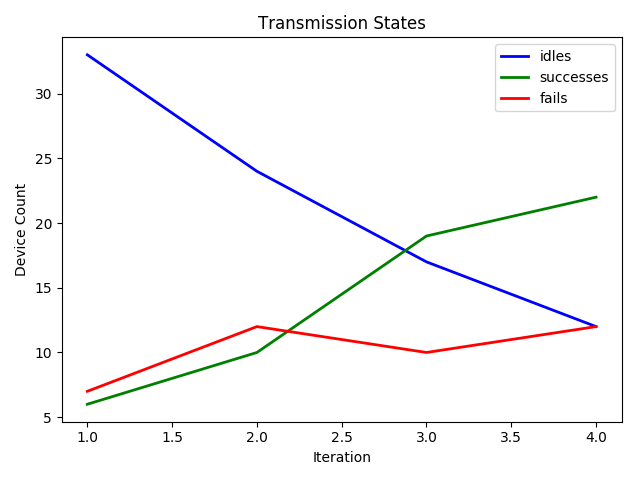 Transmission States
idles
successes
fails
Device Count
30
25
20
15
10
5
1.0 1.5 2.0 2.5 3.0 3.5 4.0
Iteration